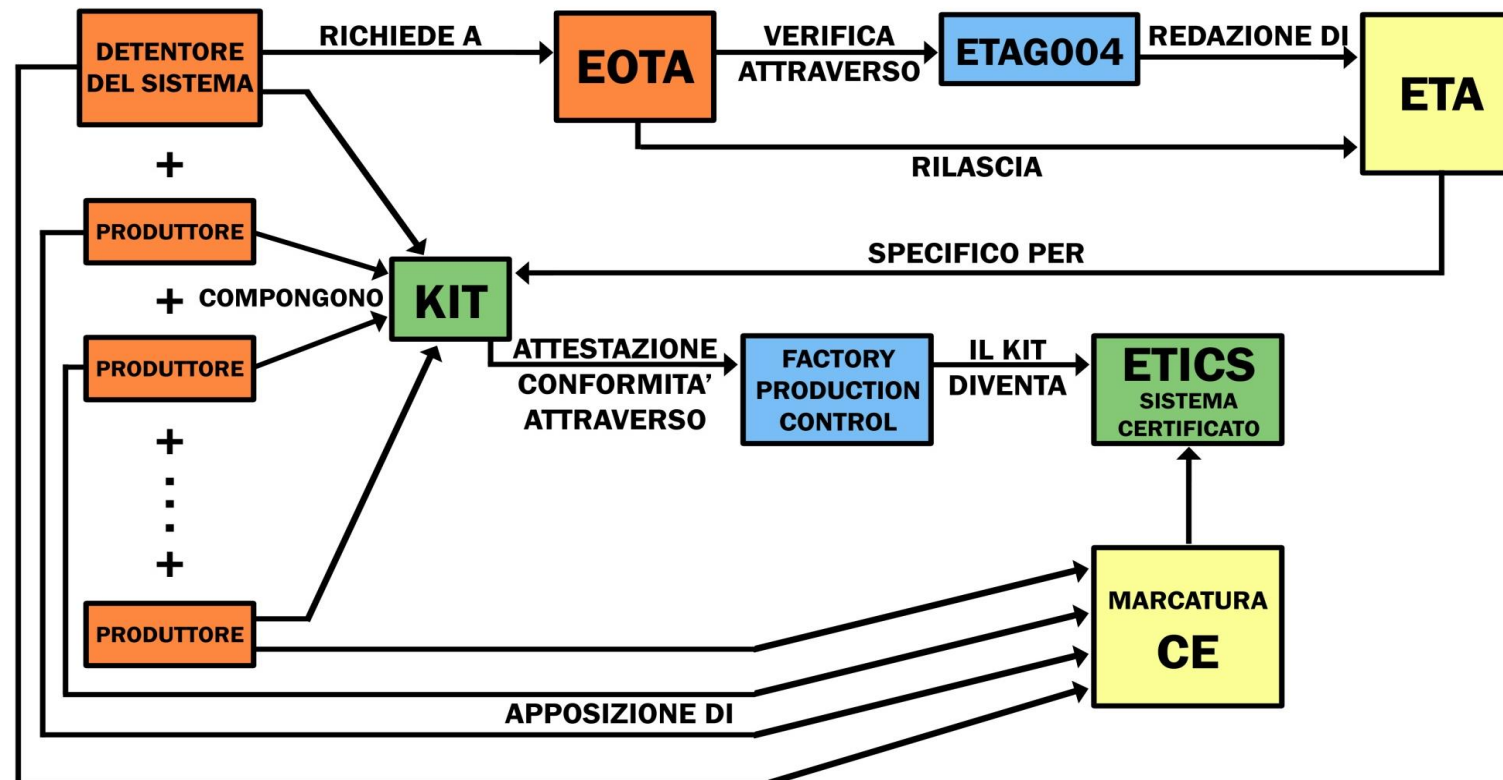 DETENTORE
DEL SISTEMA
RICHIEDE A
EOTA
VERIFICA
ATTRAVERSO
ETAG004
REDAZIONE DI
ETA
RILASCIA
+
PRODUTTORE
SPECIFICO PER
+ COMPONGONO
KIT
PRODUTTORE
ATTESTAZIONE
CONFORMITA’
ATTRAVERSO
FACTORY
PRODUCTION
CONTROL
IL KIT
DIVENTA
ETICS
SISTEMA
CERTIFICATO
+
+
PRODUTTORE
MARCATURA
CE
APPOSIZIONE DI